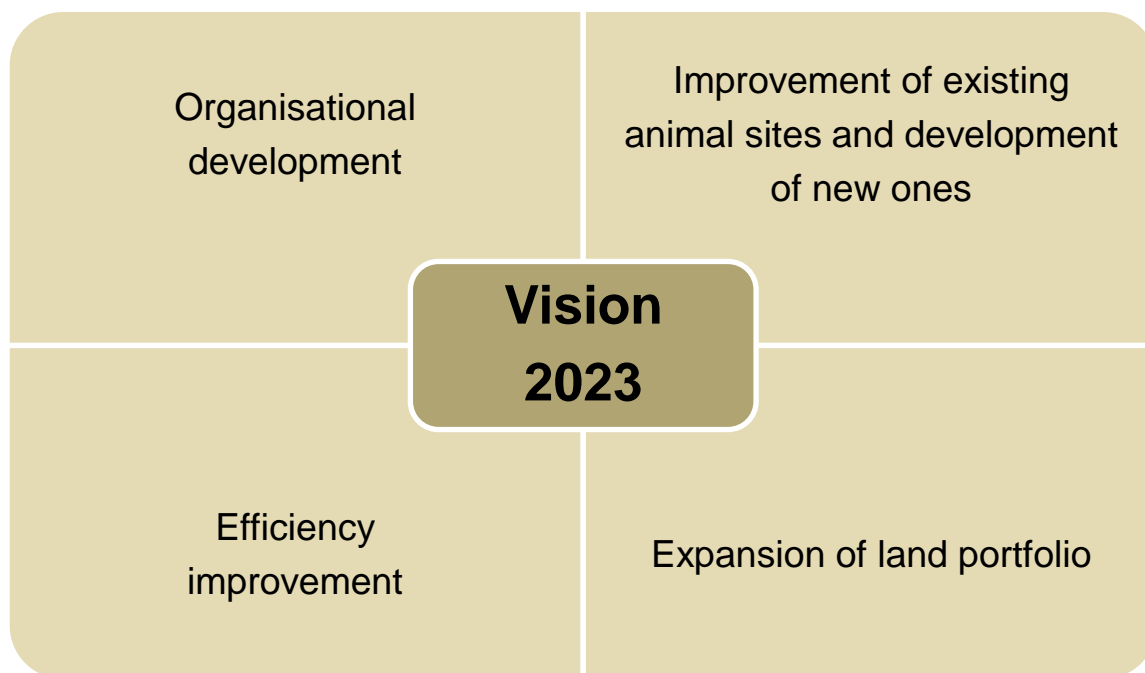 Organisational
development
Improvement of existing
animal sites and development
of new ones
Vision
2023
Efficiency
improvement
Expansion of land portfolio